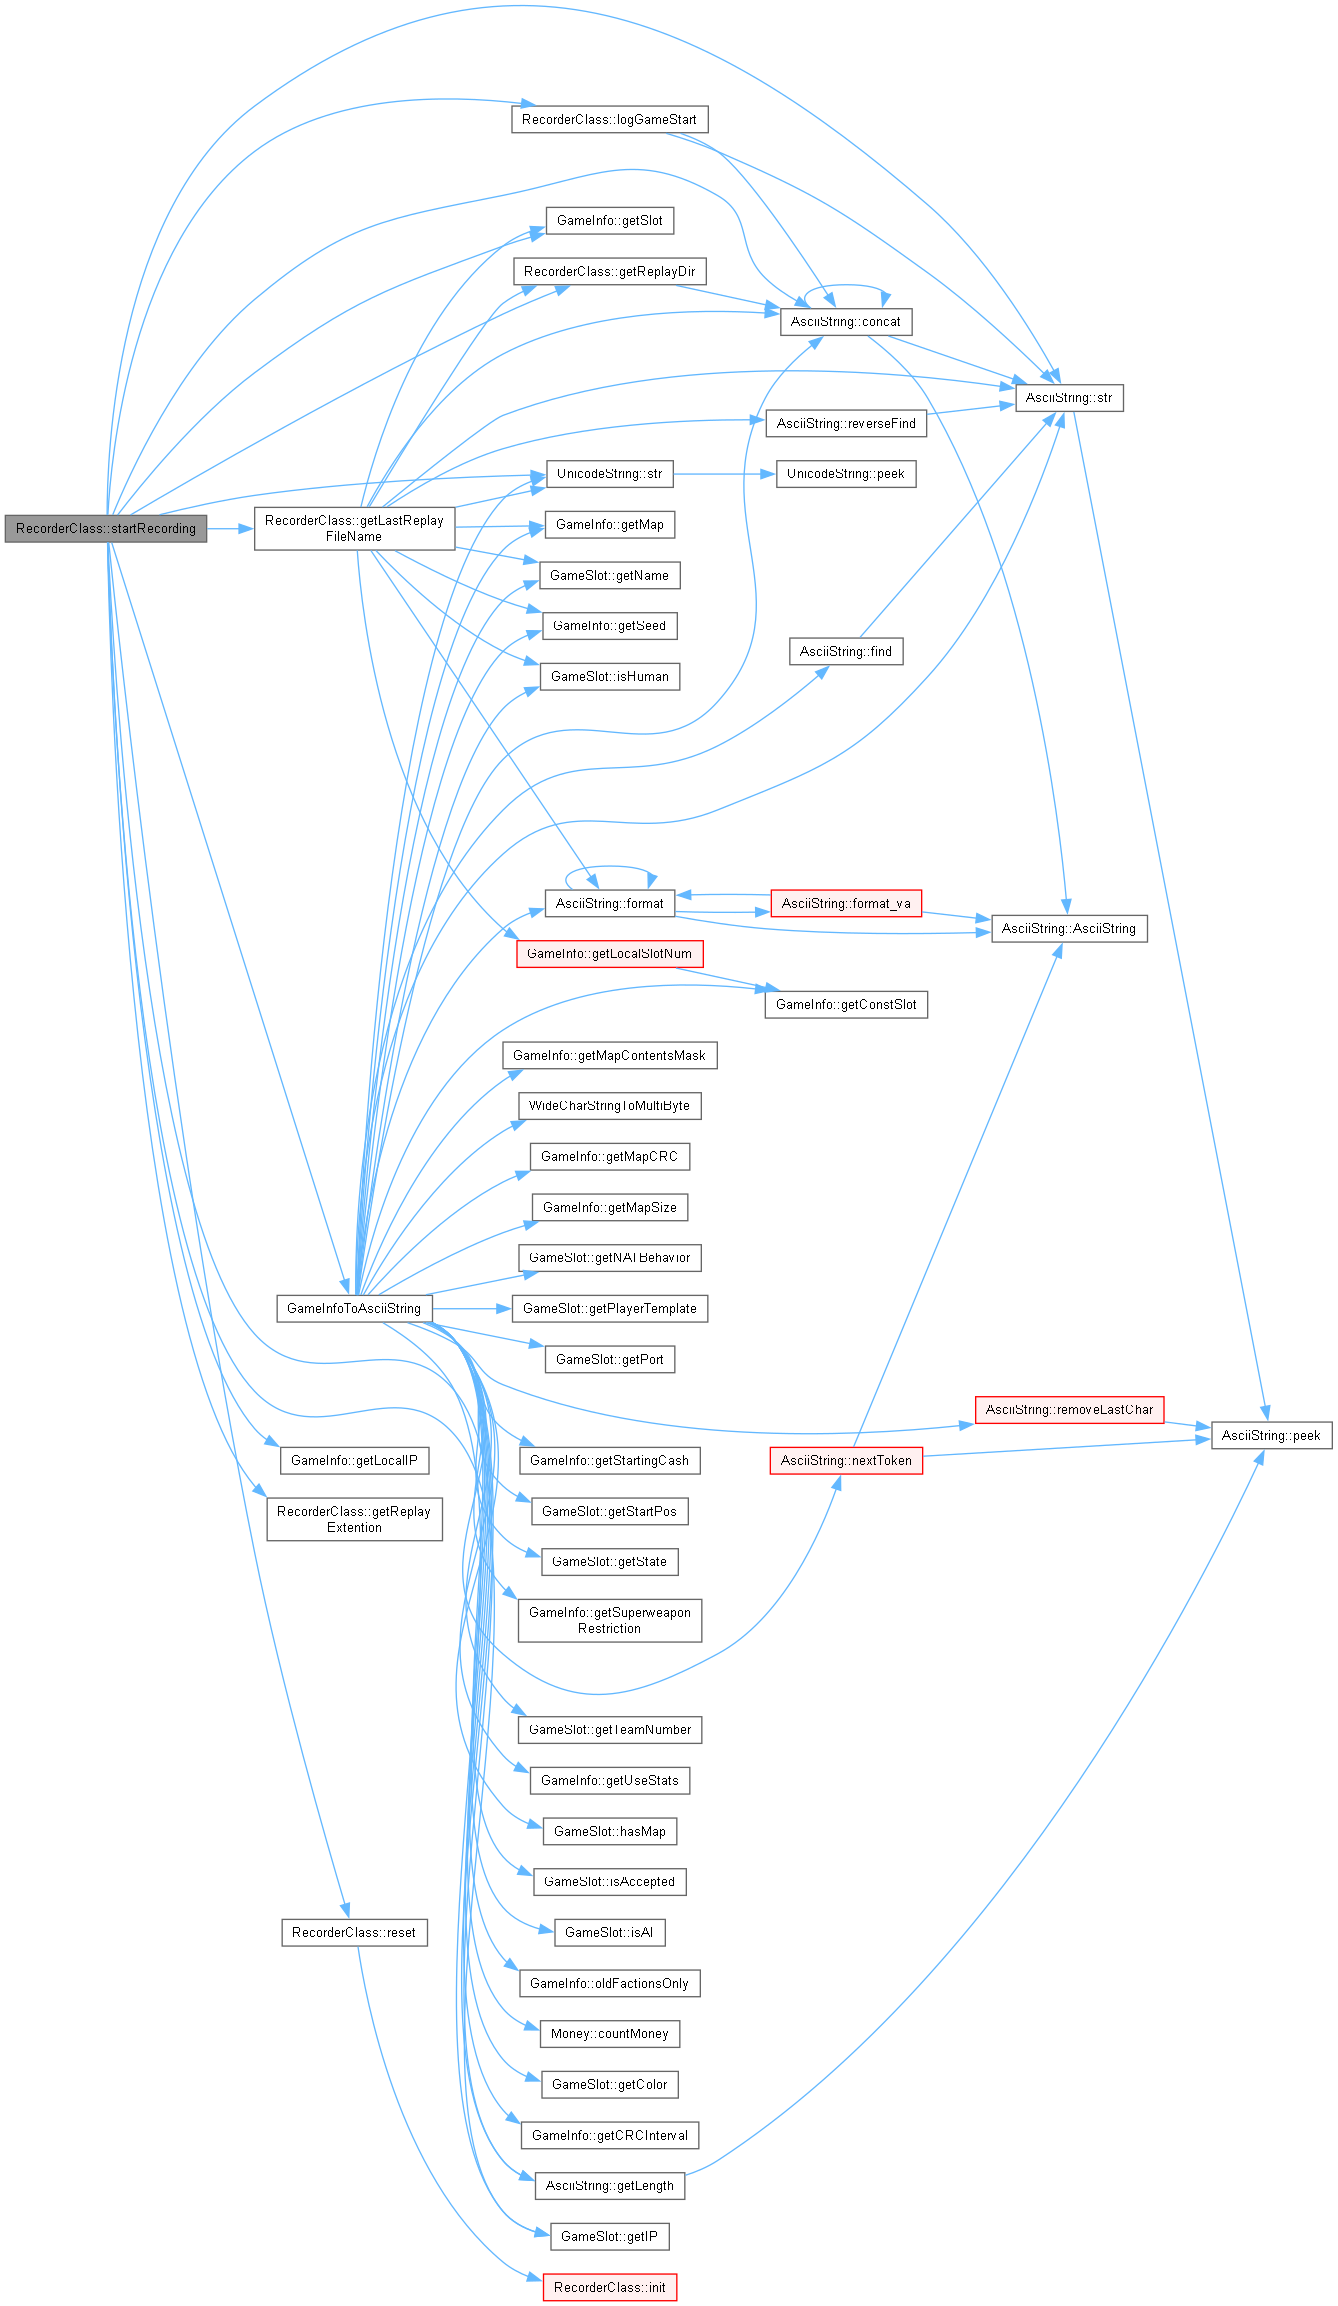 RecorderClass::logGameStart
GameInfo::getSlot
RecorderClass::getReplayDir
AsciiString::concat
AsciiString::str
AsciiString::reverseFind
UnicodeString::str
UnicodeString::peek
RecorderClass::startRecording
RecorderClass::getLastReplay
FileName
GameInfo::getMap
GameSlot::getName
GameInfo::getSeed
AsciiString::find
GameSlot::isHuman
AsciiString::format
AsciiString::format_va
AsciiString::AsciiString
GameInfo::getLocalSlotNum
GameInfo::getConstSlot
GameInfo::getMapContentsMask
WideCharStringToMultiByte
GameInfo::getMapCRC
GameInfo::getMapSize
GameSlot::getNATBehavior
GameInfoToAsciiString
GameSlot::getPlayerTemplate
GameSlot::getPort
AsciiString::removeLastChar
AsciiString::peek
GameInfo::getLocalIP
GameInfo::getStartingCash
AsciiString::nextToken
RecorderClass::getReplay
Extention
GameSlot::getStartPos
GameSlot::getState
GameInfo::getSuperweapon
Restriction
GameSlot::getTeamNumber
GameInfo::getUseStats
GameSlot::hasMap
GameSlot::isAccepted
RecorderClass::reset
GameSlot::isAI
GameInfo::oldFactionsOnly
Money::countMoney
GameSlot::getColor
GameInfo::getCRCInterval
AsciiString::getLength
GameSlot::getIP
RecorderClass::init